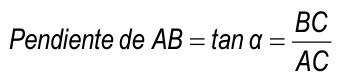 Pendiente de AB = tan α = BC / AC